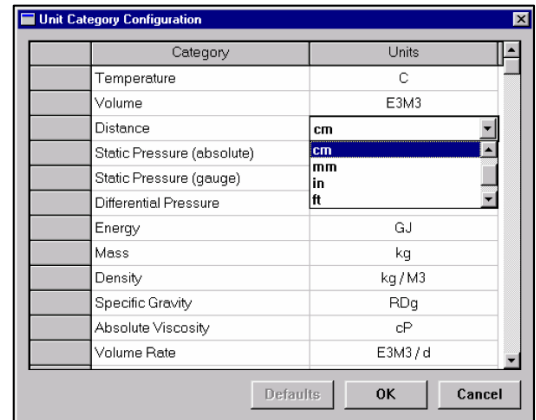 Unit Category Configuration
Category Units
Temperature C
Volume E3M3
Distance cm
Static Pressure (absolute) cm
mm
Static Pressure (gauge) in
Differential Pressure ft
Energy GJ
Mass kg
Density kg / M3
Specific Gravity RDg
Absolute Viscosity cP
Volume Rate E3M3 / d
Defaults OK Cancel